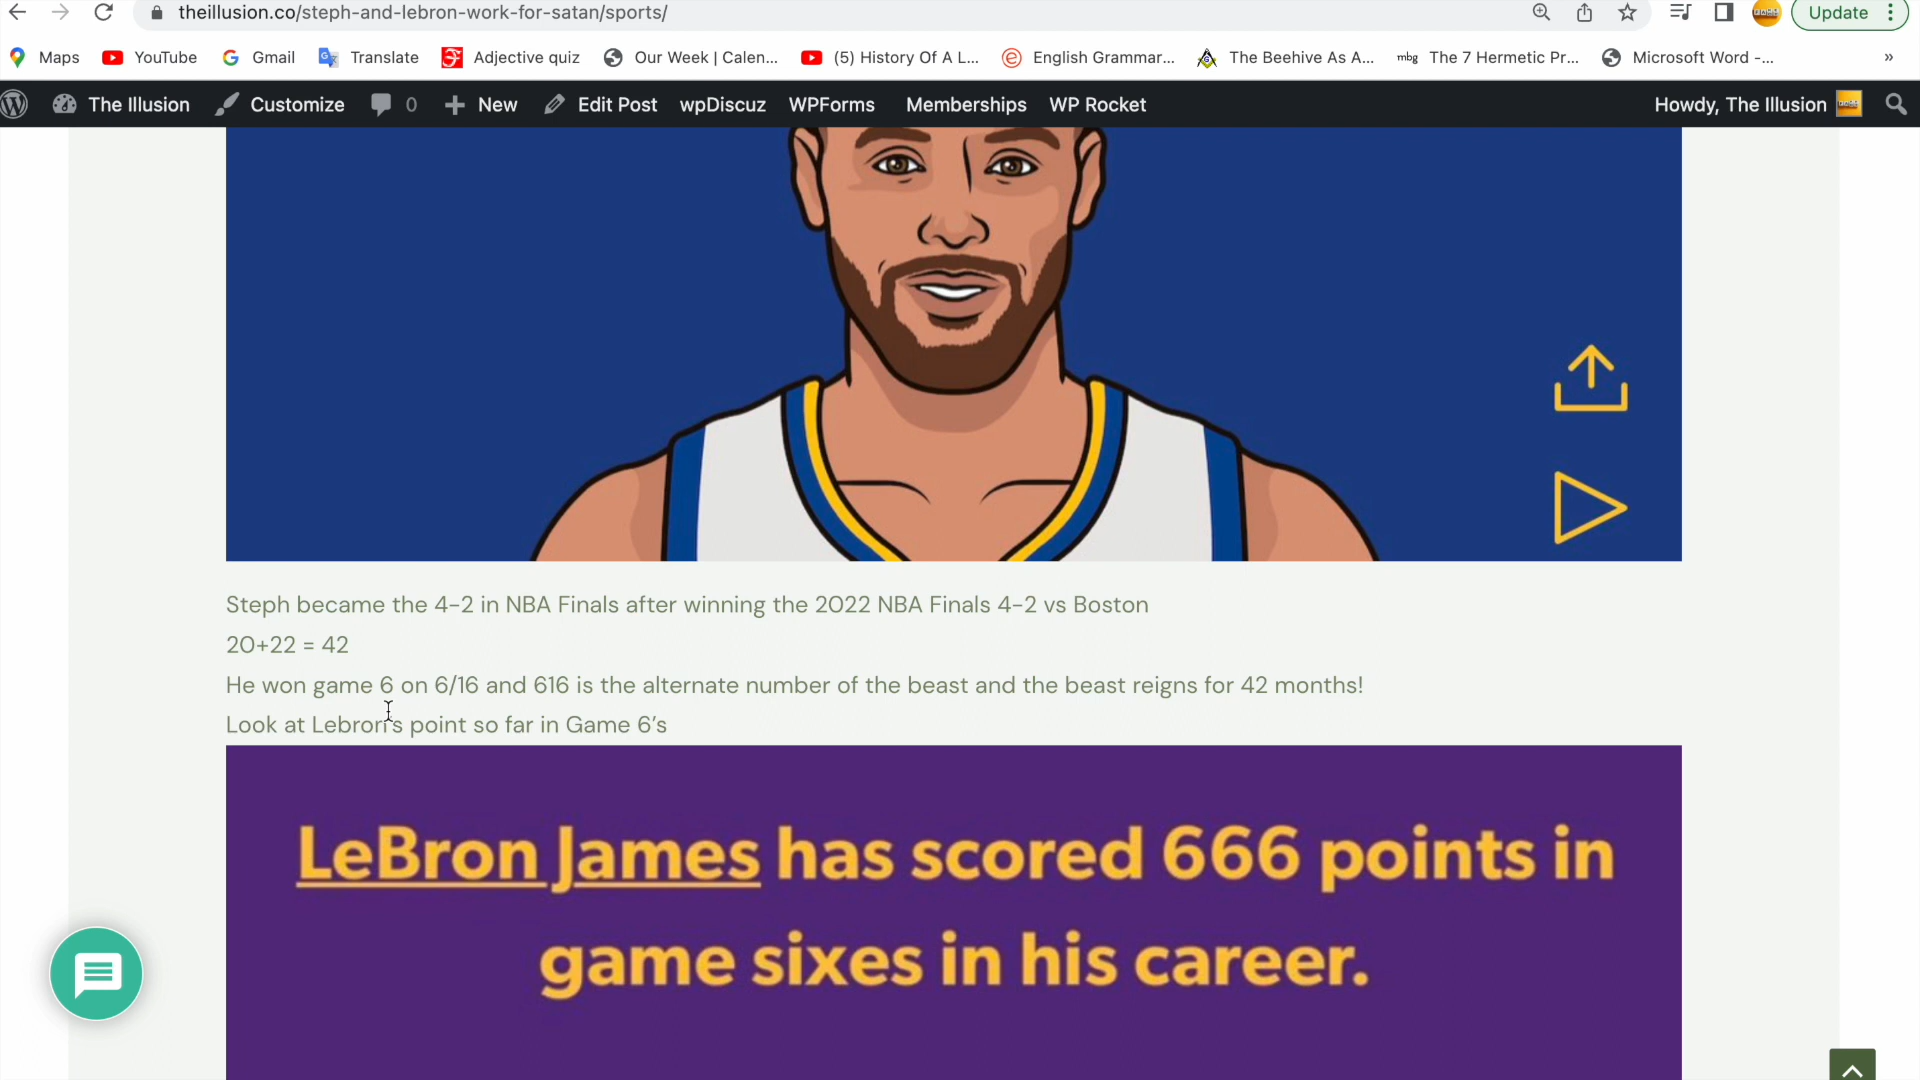 theillusion.co/steph-and-lebron-work-for-satan/sports/
Update
Maps
YouTube
Gmail
Translate
Adjective quiz
Our Week | Calen...
(5) History Of A L...
English Grammar...
The Beehive As A...
mbg
The 7 Hermetic Pr...
Microsoft Word -...
»
The Illusion
Customize
0
New
Edit Post
wpDiscuz
WPForms
Memberships
WP Rocket
Howdy, The Illusion
Steph became the 4-2 in NBA Finals after winning the 2022 NBA Finals 4-2 vs Boston
20+22 = 42
He won game 6 on 6/16 and 616 is the alternate number of the beast and the beast reigns for 42 months!
Look at Lebron's point so far in Game 6's
LeBron James has scored 666 points in
game sixes in his career.